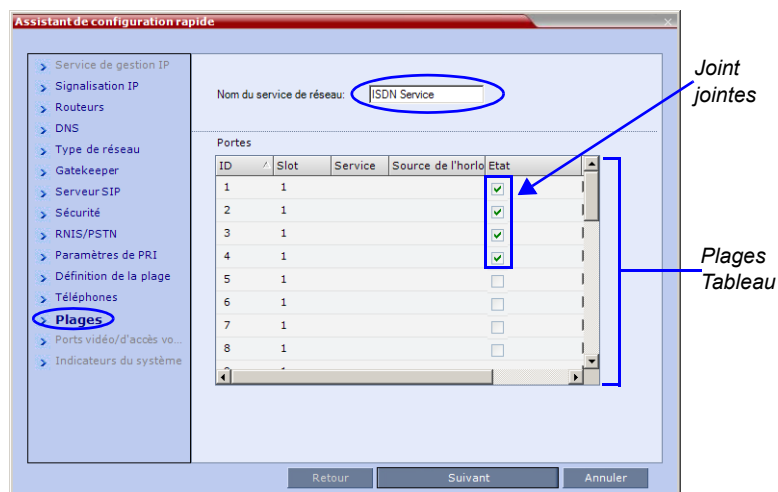 Assistant de configuration rapide
Service de gestion IP
Signalisation IP
Routeurs
DNS
Type de réseau
Gatekeeper
Serveur SIP
Sécurité
RNIS/PSTN
Paramètres de PRI
Définition de la plage
Téléphones
Plages
Ports vidéo/d'accès vo...
Indicateurs du système
Nom du service de réseau: ISDN Service
Portes
ID Slot Service Source de l'horlo Etat
1 1
2 1
3 1
4 1
5 1
6 1
7 1
8 1
Joint
jointes
Plages
Tableau
Retour Suivant Annuler